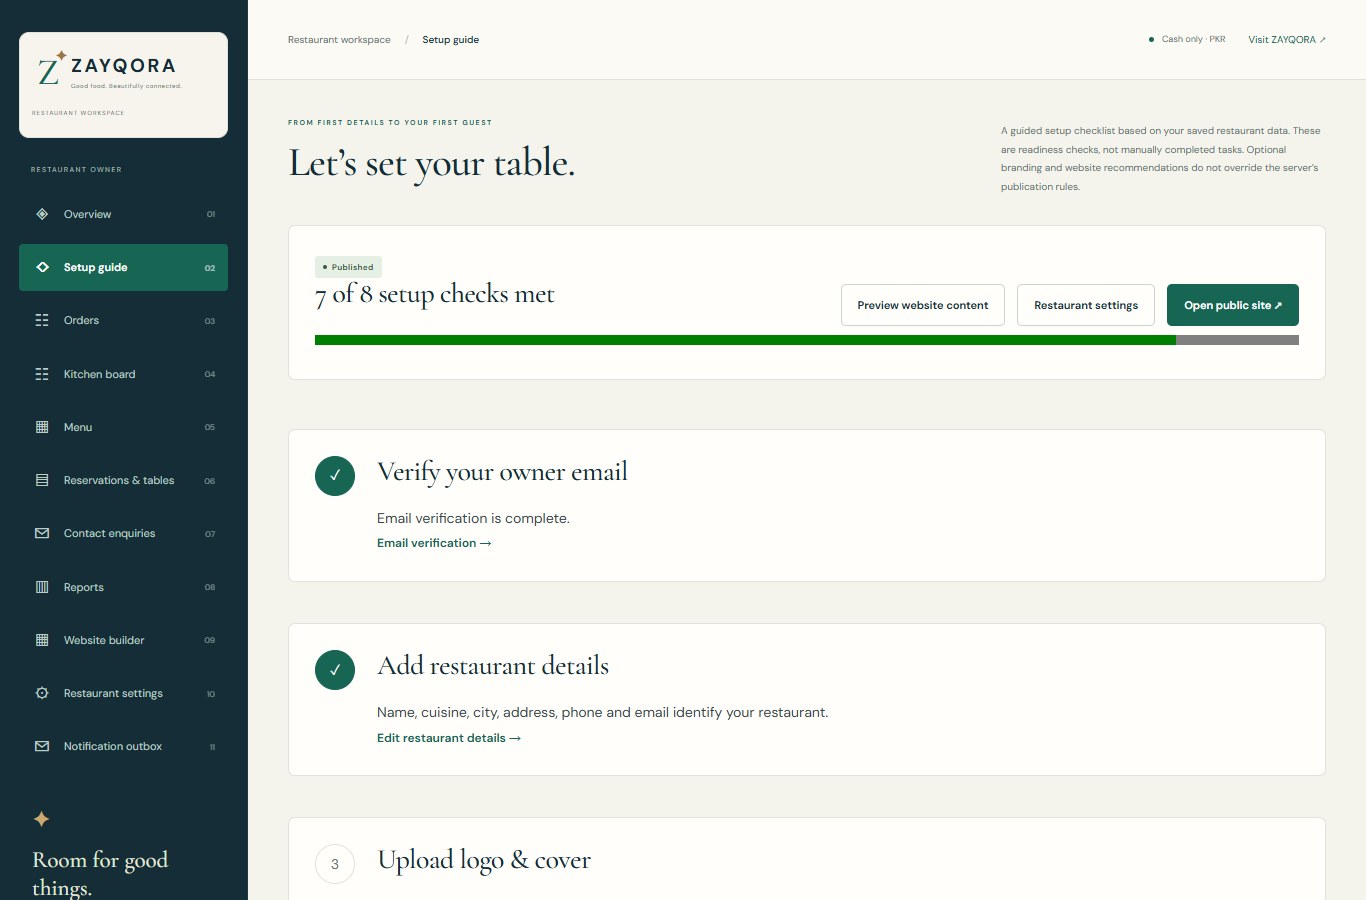 ZAYQORA
Good food. Beautifully connected.
RESTAURANT WORKSPACE
RESTAURANT OWNER
Overview 01
Setup guide 02
Orders 03
Kitchen board 04
Menu 05
Reservations & tables 06
Contact enquiries 07
Reports 08
Website builder 09
Restaurant settings 10
Notification outbox 11
Room for good
things.
Restaurant workspace / Setup guide
Cash only · PKR
Visit ZAYQORA ↗
FROM FIRST DETAILS TO YOUR FIRST GUEST
Let’s set your table.
A guided setup checklist based on your saved restaurant data. These
are readiness checks, not manually completed tasks. Optional
branding and website recommendations do not override the server’s
publication rules.
Published
7 of 8 setup checks met
Preview website content
Restaurant settings
Open public site ↗
✓ Verify your owner email
Email verification is complete.
Email verification →
✓ Add restaurant details
Name, cuisine, city, address, phone and email identify your restaurant.
Edit restaurant details →
3 Upload logo & cover